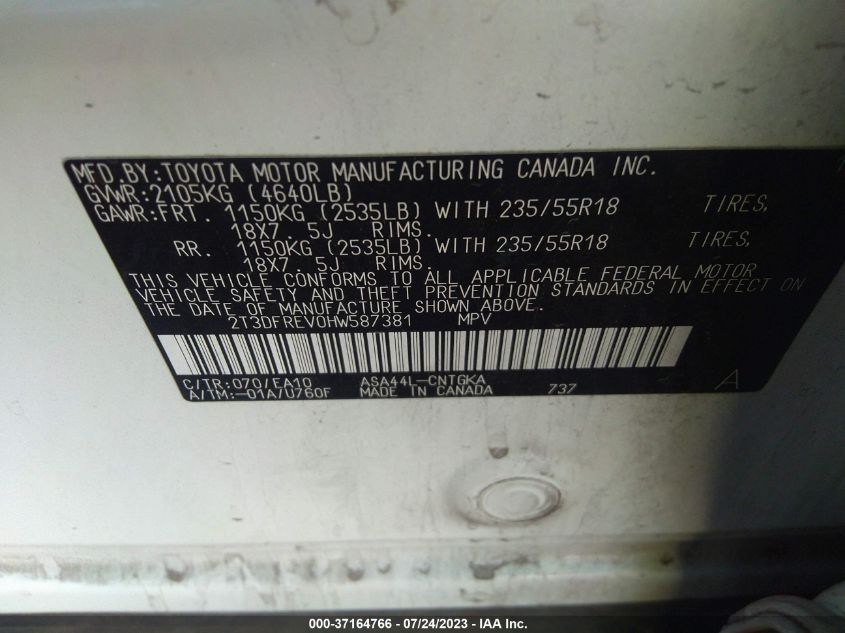 MFD.BY:TOYOTA MOTOR MANUFACTURING CANADA INC.
GVWR:2105KG (4640LB)
GAWR:FRT. 1150KG (2535LB) WITH 235/55R18 TIRES,
18X7. 5J RIMS.
RR. 1150KG (2535LB) WITH 235/55R18 TIRES,
18X7. 5J RIMS
THIS VEHICLE CONFORMS TO ALL APPLICABLE FEDERAL MOTOR
VEHICLE SAFETY AND THEFT PREVENTION STANDARDS IN EFFECT ON
THE DATE OF MANUFACTURE SHOWN ABOVE.
2T3DFREV0HW587381 MPV
C/TR:070/EA10 ASA44L-CNTGKA
A/TM:-01A/U760F MADE IN CANADA 737 A
000-37164766 / 07/24/2023 / IAA Inc.